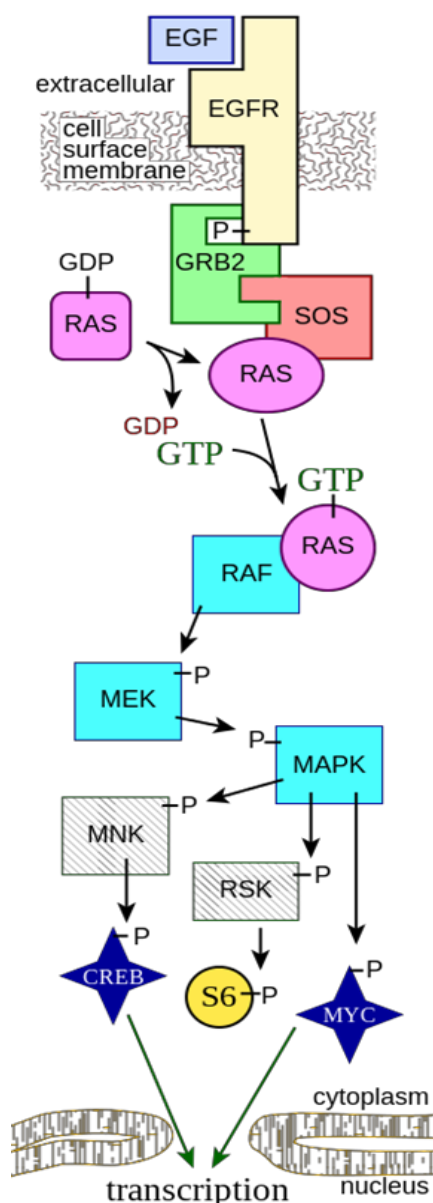 EGF
extracellular
EGFR
cell
surface
membrane
P
GRB2
GDP
SOS
RAS
RAS
GDP
GTP
GTP
RAS
RAF
P
MEK
P
MAPK
P
MNK
P
RSK
P
CREB
P
S6
P
MYC
cytoplasm
nucleus
transcription